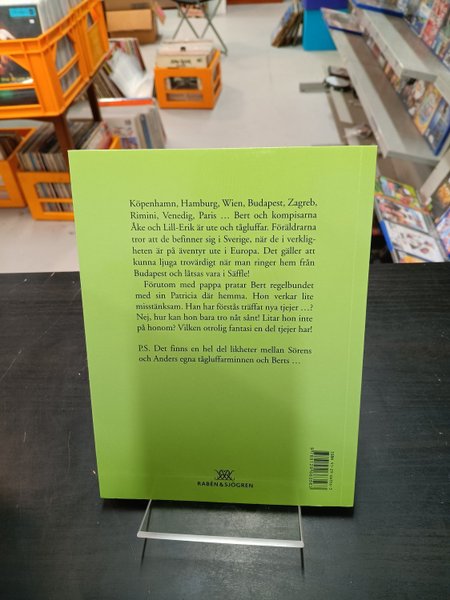 Köpenhamn, Hamburg, Wien, Budapest, Zagreb,
Rimini, Venedig, Paris … Bert och kompisarna
Åke och Lill-Erik är ute och tågluffar. Föräldrarna
tror att de befinner sig i Sverige, när de i verklig-
heten är på äventyr ute i Europa. Det gäller att
kunna ljuga trovärdigt när man ringer hem från
Budapest och låtsas vara i Säffle!
Förutom med pappa pratar Bert regelbundet
med sin Patricia där hemma. Hon verkar lite
misstänksam. Han har förstås träffat nya tjejer …?
Nej, hur kan hon bara tro nåt sånt! Litar hon inte
på honom? Vilken otrolig fantasi en del tjejer har!
P.S. Det finns en hel del likheter mellan Sörens
och Anders egna tågluffarminnen och Berts …
RABÉN&SJÖGREN